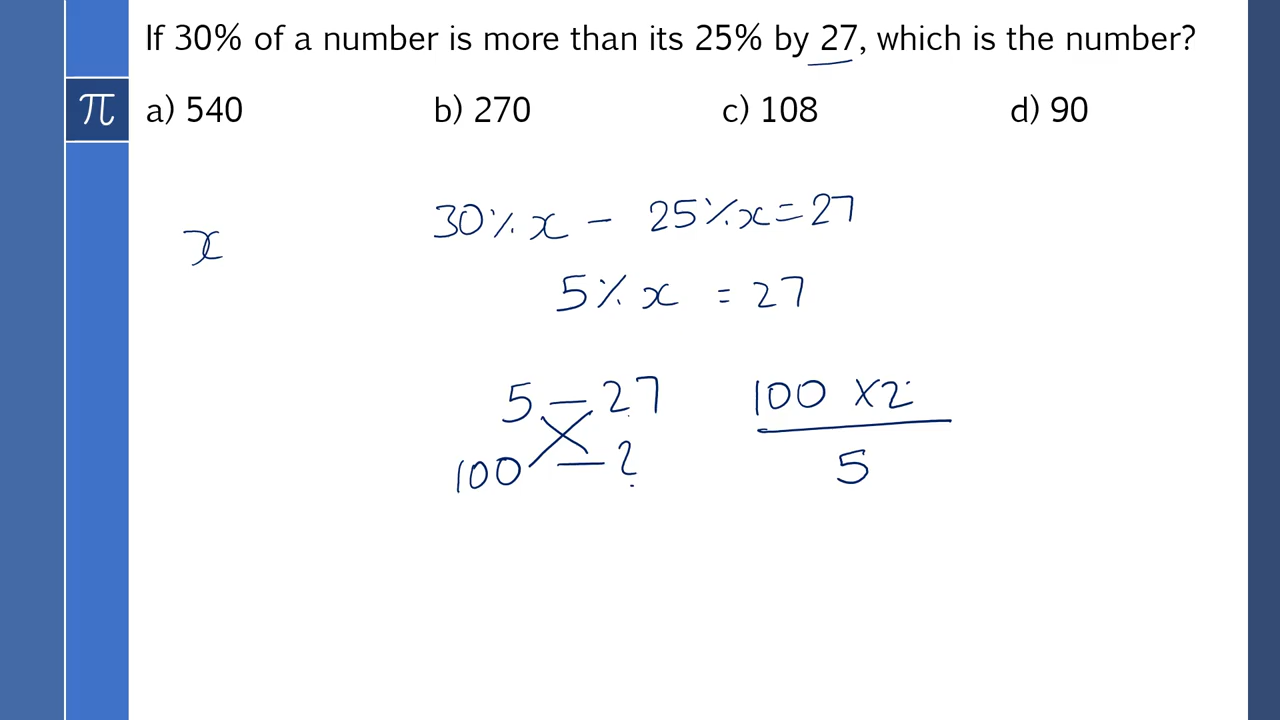 If 30% of a number is more than its 25% by 27, which is the number?
π a) 540 b) 270 c) 108 d) 90
x 30% x - 25% x = 27
5% x = 27
5 — 27 100 × 2
100 — ? 5